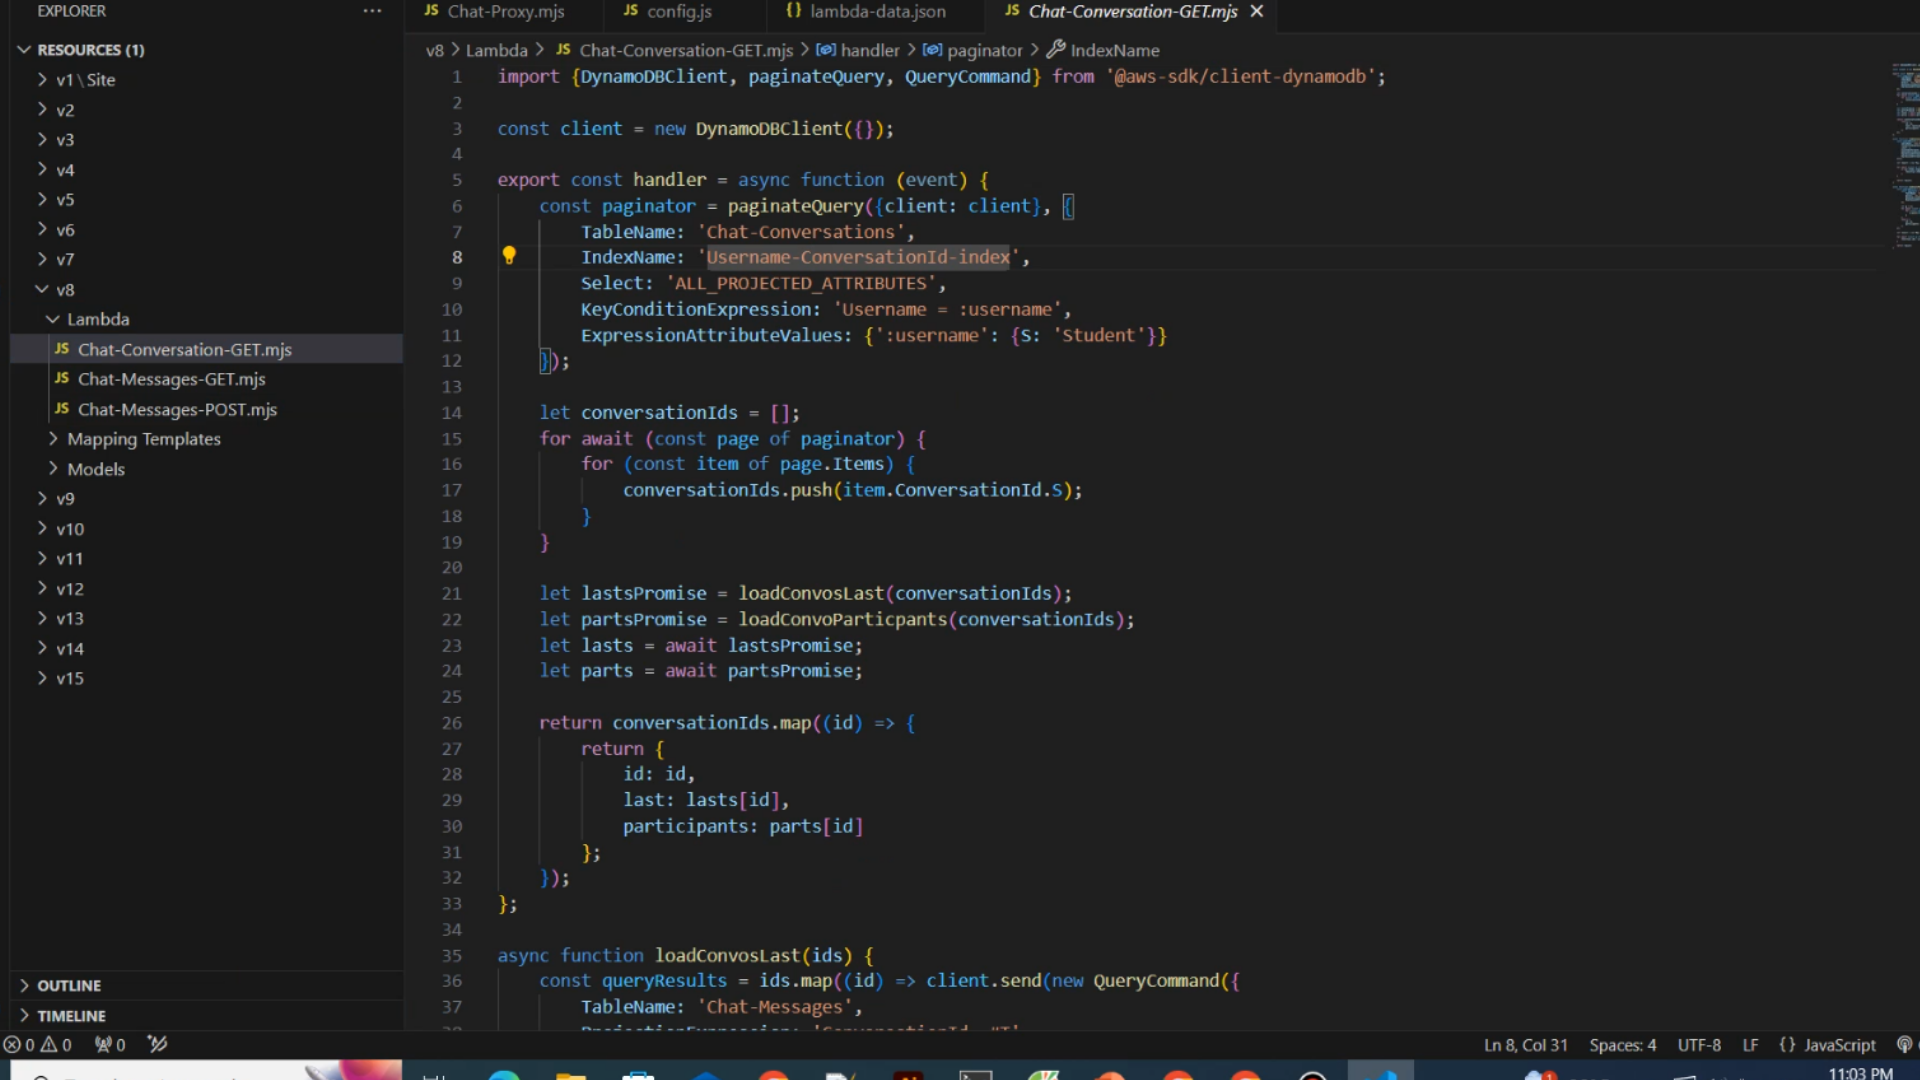 EXPLORER
RESOURCES (1)
v1\Site
v2
v3
v4
v5
v6
v7
v8
Lambda
JS Chat-Conversation-GET.mjs
JS Chat-Messages-GET.mjs
JS Chat-Messages-POST.mjs
Mapping Templates
Models
v9
v10
v11
v12
v13
v14
v15
OUTLINE
TIMELINE
JS Chat-Proxy.mjs JS config.js {} lambda-data.json JS Chat-Conversation-GET.mjs
v8 > Lambda > JS Chat-Conversation-GET.mjs > handler > paginator > IndexName
1 import {DynamoDBClient, paginateQuery, QueryCommand} from '@aws-sdk/client-dynamodb';
2
3 const client = new DynamoDBClient({});
4
5 export const handler = async function (event) {
6 const paginator = paginateQuery({client: client}, {
7 TableName: 'Chat-Conversations',
8 IndexName: 'Username-ConversationId-index',
9 Select: 'ALL_PROJECTED_ATTRIBUTES',
10 KeyConditionExpression: 'Username = :username',
11 ExpressionAttributeValues: {':username': {S: 'Student'}}
12 });
13
14 let conversationIds = [];
15 for await (const page of paginator) {
16 for (const item of page.Items) {
17 conversationIds.push(item.ConversationId.S);
18 }
19 }
20
21 let lastsPromise = loadConvosLast(conversationIds);
22 let partsPromise = loadConvoParticpants(conversationIds);
23 let lasts = await lastsPromise;
24 let parts = await partsPromise;
25
26 return conversationIds.map((id) => {
27 return {
28 id: id,
29 last: lasts[id],
30 participants: parts[id]
31 };
32 });
33 };
34
35 async function loadConvosLast(ids) {
36 const queryResults = ids.map((id) => client.send(new QueryCommand({
37 TableName: 'Chat-Messages',
0 0 0
Ln 8, Col 31 Spaces: 4 UTF-8 LF {} JavaScript
11:03 PM